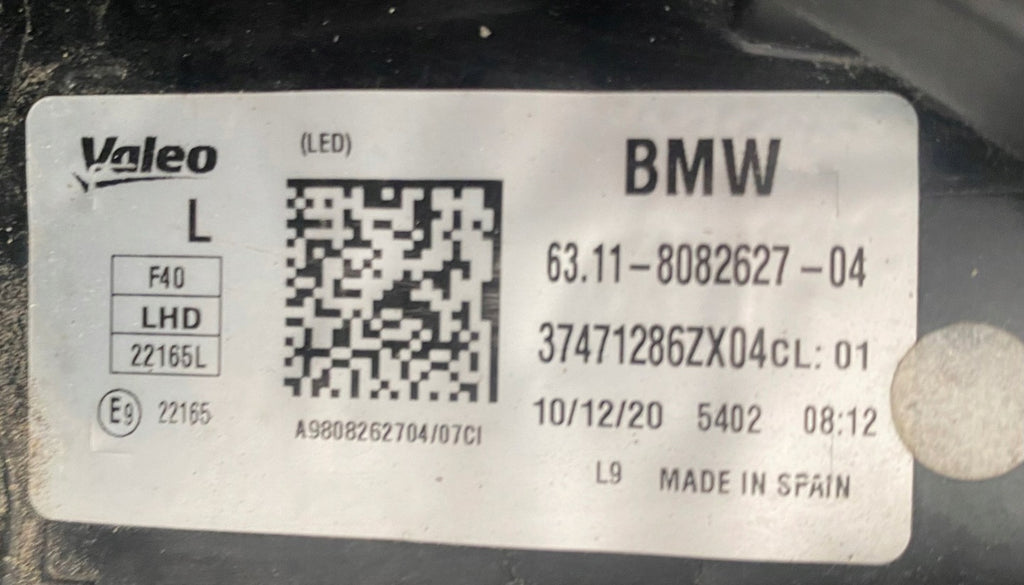 Valeo
(LED)
BMW
L
F40
LHD
22165L
E9 22165
A9808262704/07CI
63.11-8082627-04
37471286ZX04CL: 01
10/12/20 5402 08:12
L9 MADE IN SPAIN